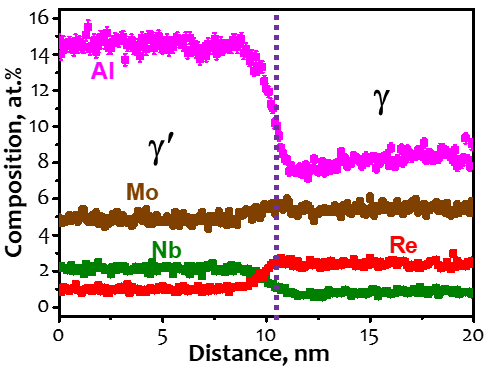 Composition, at.%
16
14
12
10
8
6
4
2
0
Al
γ′
γ
Mo
Nb
Re
0 5 10 15 20
Distance, nm